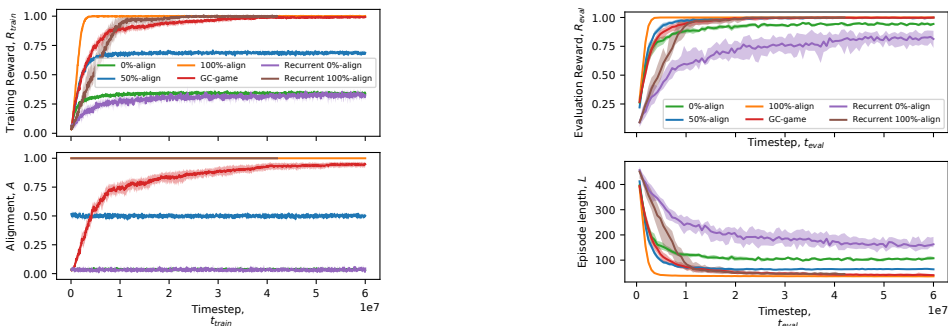 Training Reward, R_train
1.00
0.75
0.50
0.25
0.00
0%-align
50%-align
100%-align
GC-game
Recurrent 0%-align
Recurrent 100%-align
Alignment, A
1.00
0.75
0.50
0.25
0.00
0 1 2 3 4 5 6
1e7
Timestep,
t_train
Evaluation Reward, R_eval
1.00
0.75
0.50
0.25
0%-align
50%-align
100%-align
GC-game
Recurrent 0%-align
Recurrent 100%-align
Timestep, t_eval
Episode length, L
400
300
200
100
0 1 2 3 4 5 6
1e7
Timestep,
t_eval